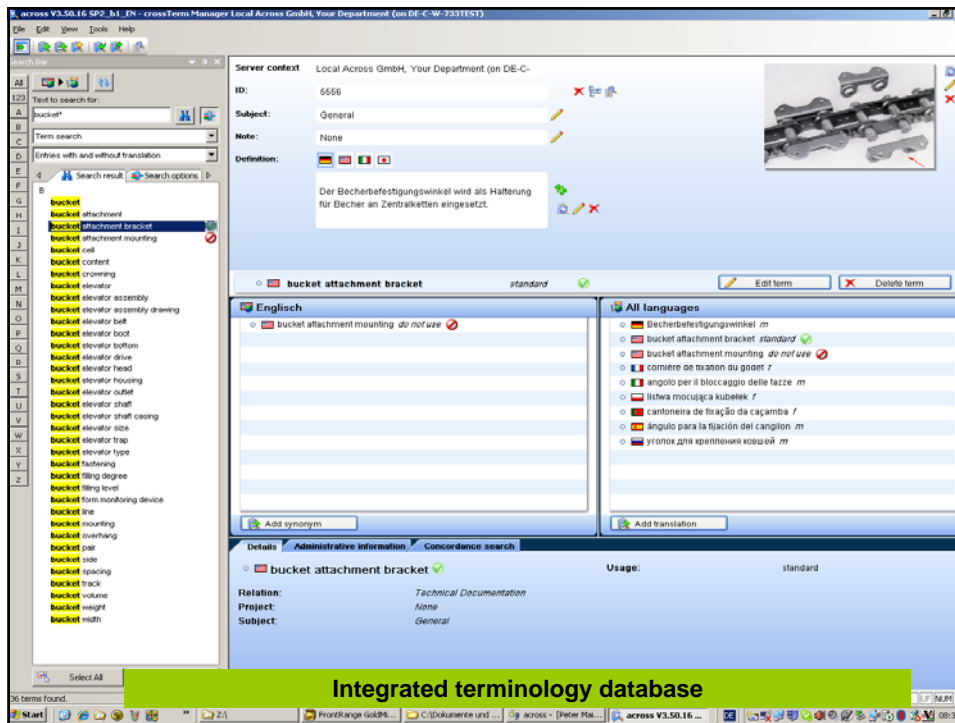 across V3.50.16 SP2_b1_EN - crossTerm Manager Local Across GmbH, Your Department (on DE-C-W-733TEST)
File Edit View Tools Help
Search Bar
All
123
A
B
C
D
E
F
G
H
I
J
K
L
M
N
O
P
Q
R
S
T
U
V
W
X
Y
Z
Text to search for:
bucket*
Term search
Entries with and without translation
Search result Search options
B
bucket
bucket attachment
bucket attachment bracket
bucket attachment mounting
bucket cell
bucket content
bucket crowning
bucket elevator
bucket elevator assembly
bucket elevator assembly drawing
bucket elevator belt
bucket elevator boot
bucket elevator bottom
bucket elevator drive
bucket elevator head
bucket elevator housing
bucket elevator outlet
bucket elevator shaft
bucket elevator shaft casing
bucket elevator size
bucket elevator trap
bucket elevator type
bucket fastening
bucket filling degree
bucket filling level
bucket form monitoring device
bucket line
bucket mounting
bucket overhang
bucket pair
bucket side
bucket spacing
bucket track
bucket volume
bucket weight
bucket width
Select All
36 terms found.
Server context Local Across GmbH, Your Department (on DE-C-
ID: 6556
Subject: General
Note: None
Definition:
Der Becherbefestigungswinkel wird als Halterung
für Becher an Zentralketten eingesetzt.
bucket attachment bracket standard Edit term Delete term
Englisch
bucket attachment mounting do not use
Add synonym
All languages
Becherbefestigungswinkel m
bucket attachment bracket standard
bucket attachment mounting do not use
cornière de fixation du godet f
angolo per il bloccaggio delle tazze m
listwa mocująca kubełek f
cantoneira de fixação da caçamba f
ángulo para la fijación del cangilon m
уголок для крепления ковшей m
Add translation
Details Administrative information Concordance search
bucket attachment bracket Usage: standard
Relation: Technical Documentation
Project: None
Subject: General
Integrated terminology database
UF NUM
Start Z:\ FrontRange GoldM... C:\Dokumente und ... across - [Peter Mai... across V3.50.16 ... DE 08:3